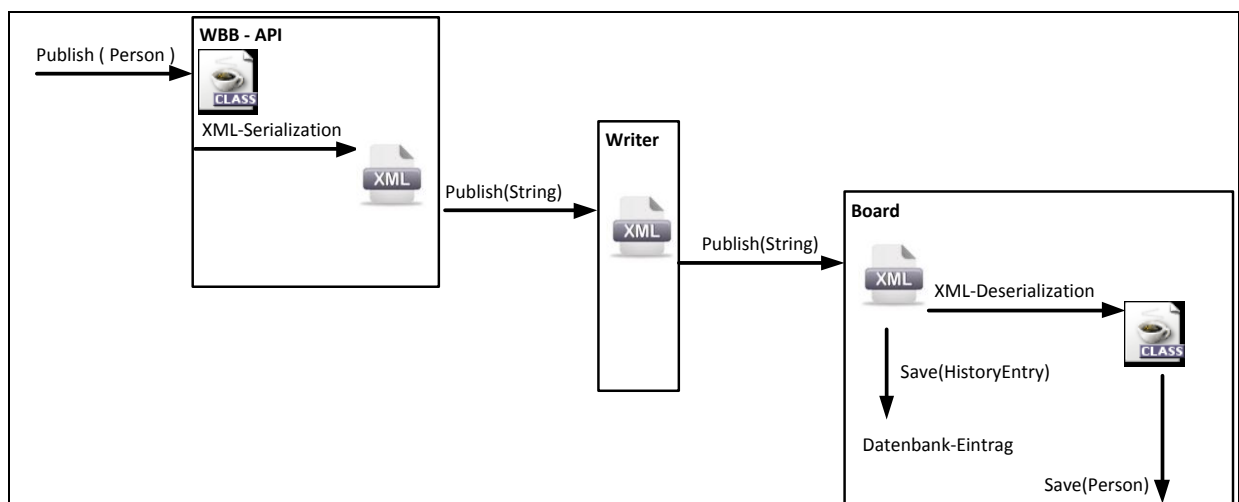 WBB - API
Publish ( Person )
CLASS
XML-Serialization
XML
Publish(String)
Writer
XML
Publish(String)
Board
XML
XML-Deserialization
CLASS
Save(HistoryEntry)
Datenbank-Eintrag
Save(Person)